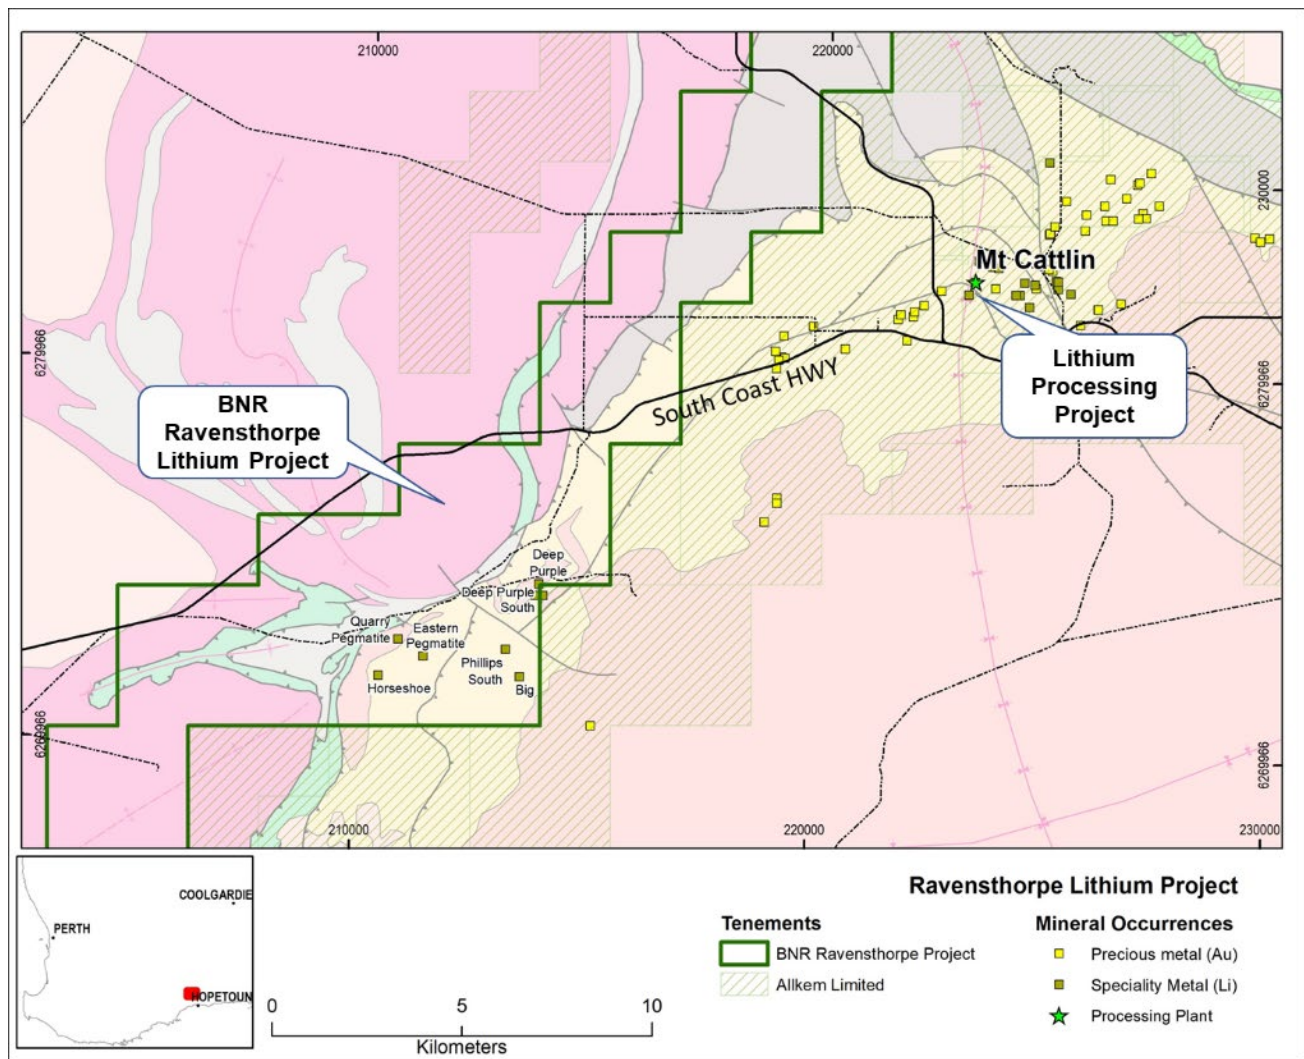 210000
220000
230000
6279966
6279966
Mt Cattlin
Lithium
Processing
Project
South Coast HWY
BNR
Ravensthorpe
Lithium Project
Deep
Purple
Deep Purple
South
Quarry
Pegmatite
Eastern
Pegmatite
Phillips
South
Horseshoe
Big
6269966
6269966
210000
220000
230000
COOLGARDIE
PERTH
HOPETOUN
0
5
10
Kilometers
Ravensthorpe Lithium Project
Tenements
BNR Ravensthorpe Project
Allkem Limited
Mineral Occurrences
Precious metal (Au)
Speciality Metal (Li)
Processing Plant